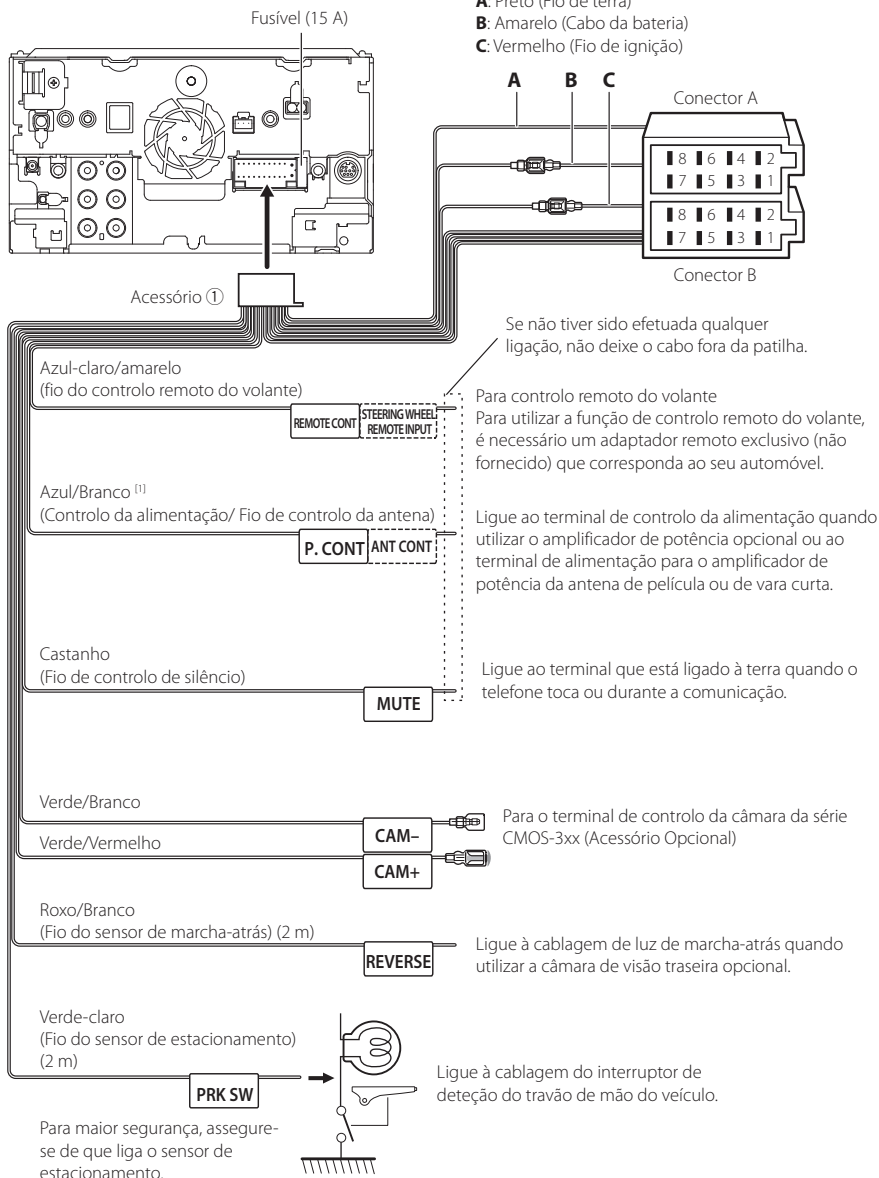 A: Preto (Fio de terra)
B: Amarelo (Cabo da bateria)
C: Vermelho (Fio de ignição)
Fusível (15 A)
A B C
Conector A
8 6 4 2
7 5 3 1
8 6 4 2
7 5 3 1
Conector B
Acessório ①
Se não tiver sido efetuada qualquer
ligação, não deixe o cabo fora da patilha.
Azul-claro/amarelo
(fio do controlo remoto do volante)
REMOTE CONT
STEERING WHEEL
REMOTE INPUT
Para controlo remoto do volante
Para utilizar a função de controlo remoto do volante,
é necessário um adaptador remoto exclusivo (não
fornecido) que corresponda ao seu automóvel.
Azul/Branco [1]
(Controlo da alimentação/ Fio de controlo da antena)
P. CONT
ANT CONT
Ligue ao terminal de controlo da alimentação quando
utilizar o amplificador de potência opcional ou ao
terminal de alimentação para o amplificador de
potência da antena de película ou de vara curta.
Castanho
(Fio de controlo de silêncio)
MUTE
Ligue ao terminal que está ligado à terra quando o
telefone toca ou durante a comunicação.
Verde/Branco
CAM–
Verde/Vermelho
CAM+
Para o terminal de controlo da câmara da série
CMOS-3xx (Acessório Opcional)
Roxo/Branco
(Fio do sensor de marcha-atrás) (2 m)
REVERSE
Ligue à cablagem de luz de marcha-atrás quando
utilizar a câmara de visão traseira opcional.
Verde-claro
(Fio do sensor de estacionamento)
(2 m)
PRK SW
Ligue à cablagem do interruptor de
deteção do travão de mão do veículo.
Para maior segurança, assegure-
se de que liga o sensor de
estacionamento.